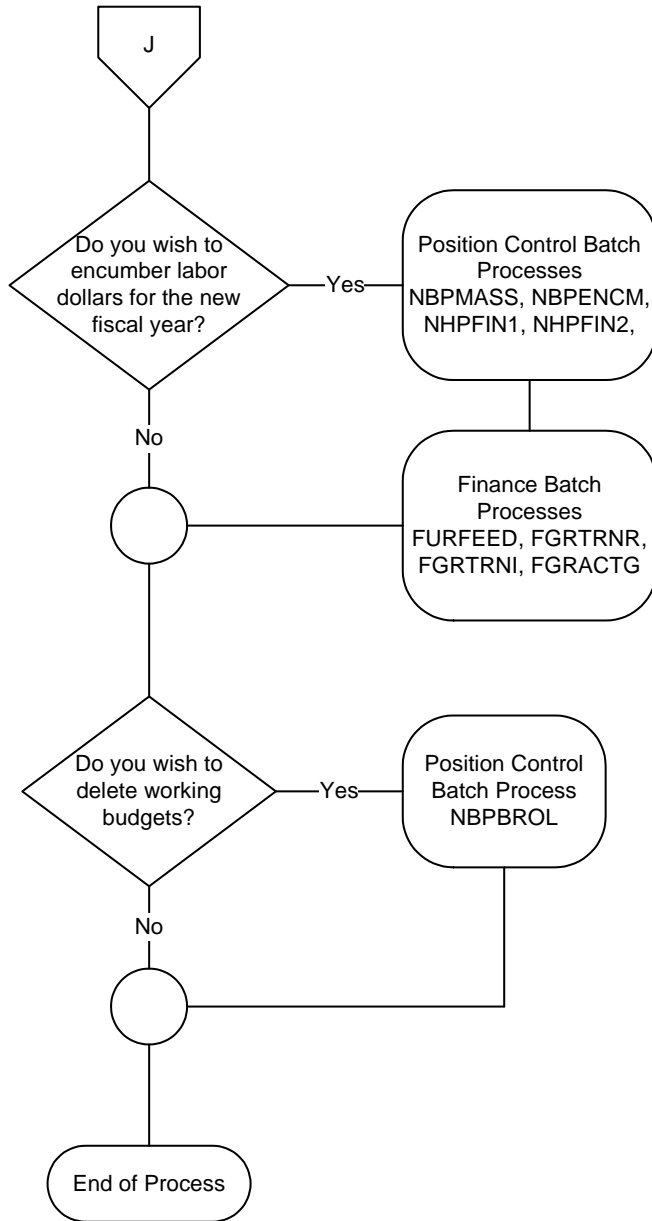 J
Do you wish to
encumber labor
dollars for the new
fiscal year?
Yes
Position Control Batch
Processes
NBPMASS, NBPENCM,
NHPFIN1, NHPFIN2,
No
Finance Batch
Processes
FURFEED, FGRTRNR,
FGRTRNI, FGRACTG
Do you wish to
delete working
budgets?
Yes
Position Control
Batch Process
NBPBROL
No
End of Process